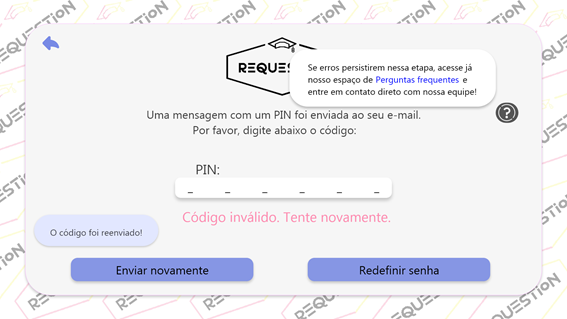 REQUES
Se erros persistirem nessa etapa, acesse já
nosso espaço de Perguntas frequentes e
entre em contato direto com nossa equipe!
?
Uma mensagem com um PIN foi enviada ao seu e-mail.
Por favor, digite abaixo o código:
PIN:
_ _ _ _ _ _
Código inválido. Tente novamente.
O código foi reenviado!
Enviar novamente
Redefinir senha